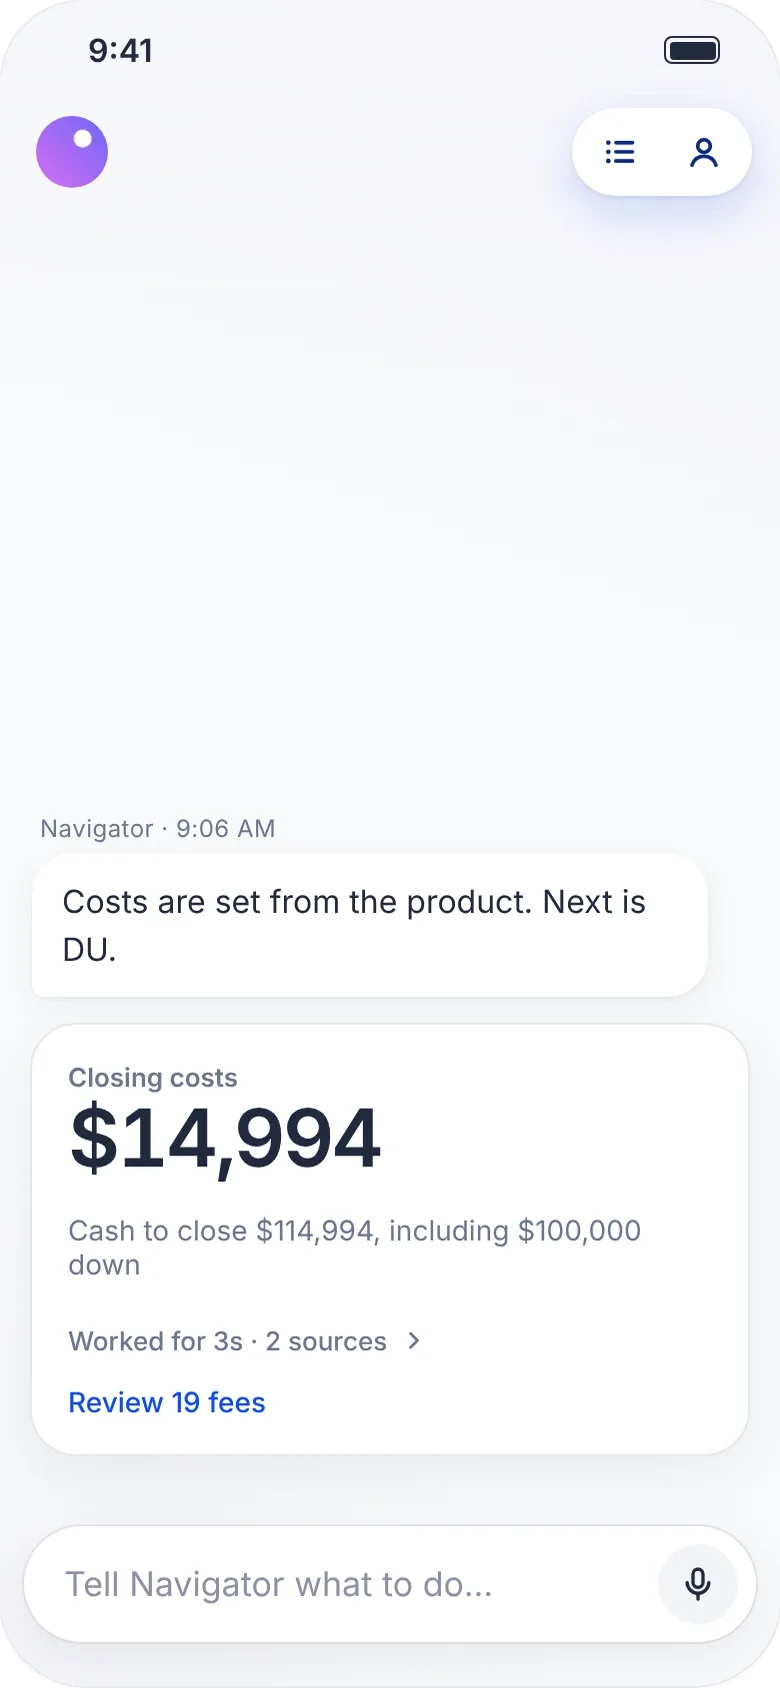 9:41
Navigator · 9:06 AM
Costs are set from the product. Next is
DU.
Closing costs
$14,994
Cash to close $114,994, including $100,000
down
Worked for 3s · 2 sources
Review 19 fees
Tell Navigator what to do...